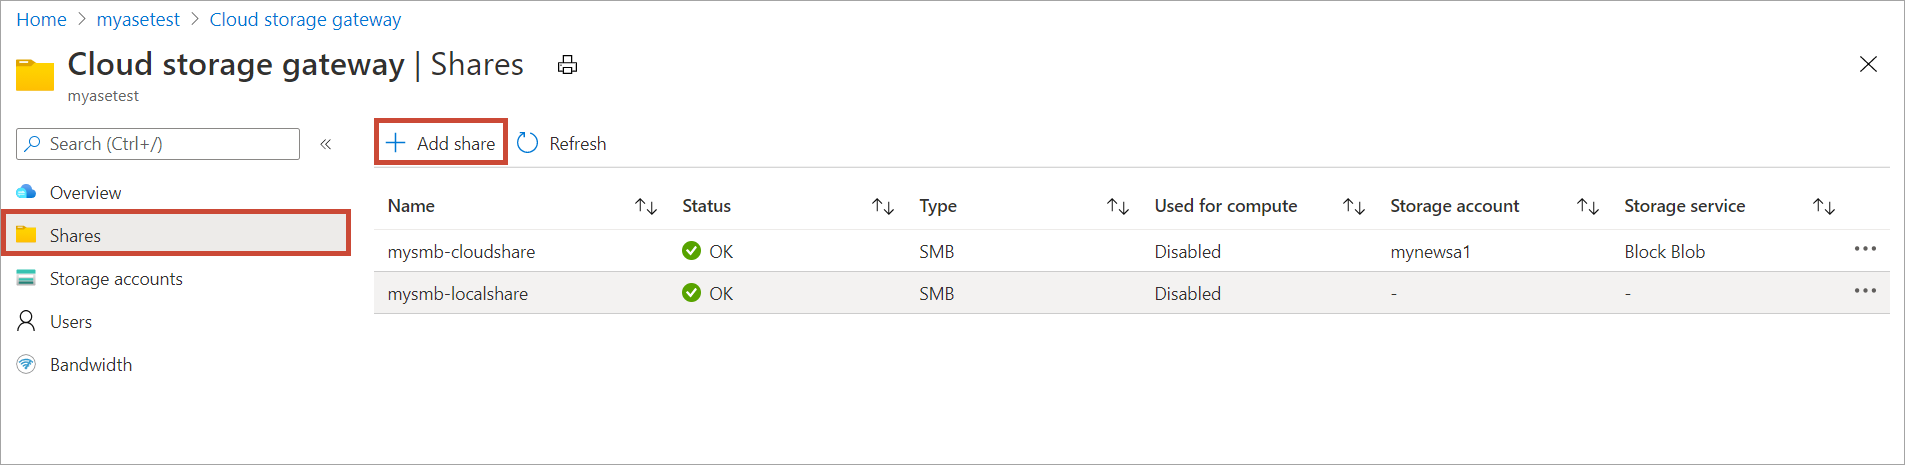 Home > myasetest > Cloud storage gateway
Cloud storage gateway | Shares
myasetest
Search (Ctrl+/) «
Add share Refresh
Overview
Shares
Storage accounts
Users
Bandwidth
Name ↑↓ Status ↑↓ Type ↑↓ Used for compute ↑↓ Storage account ↑↓ Storage service ↑↓
mysmb-cloudshare OK SMB Disabled mynewsa1 Block Blob ...
mysmb-localshare OK SMB Disabled - - ...